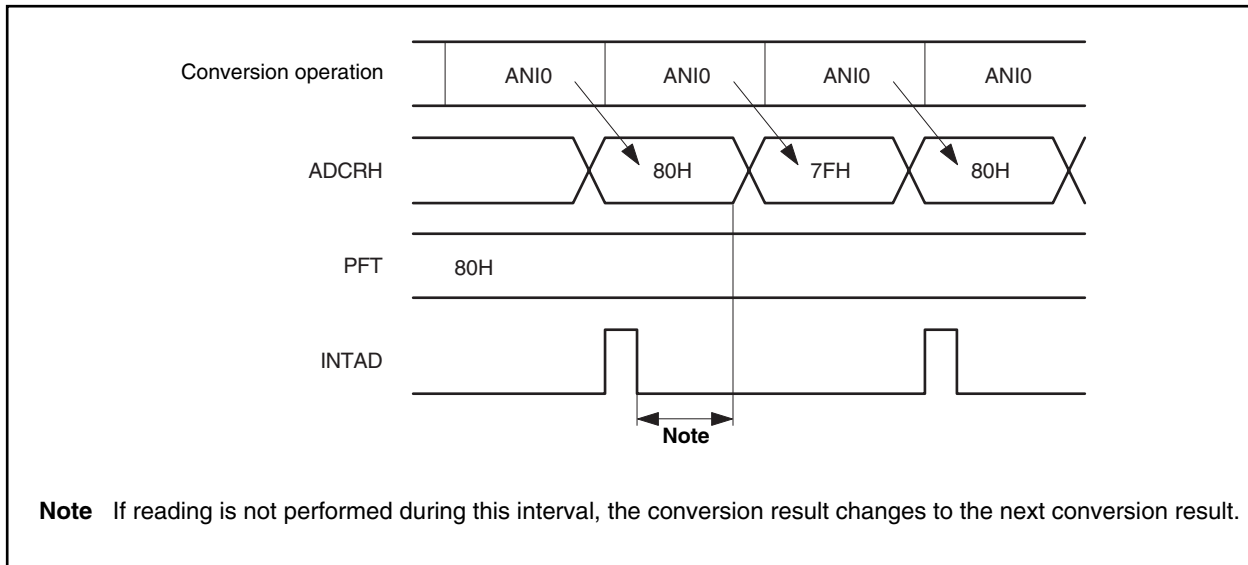 Conversion operation ANI0 ANI0 ANI0 ANI0
ADCRH 80H 7FH 80H
PFT 80H
INTAD
Note
Note If reading is not performed during this interval, the conversion result changes to the next conversion result.